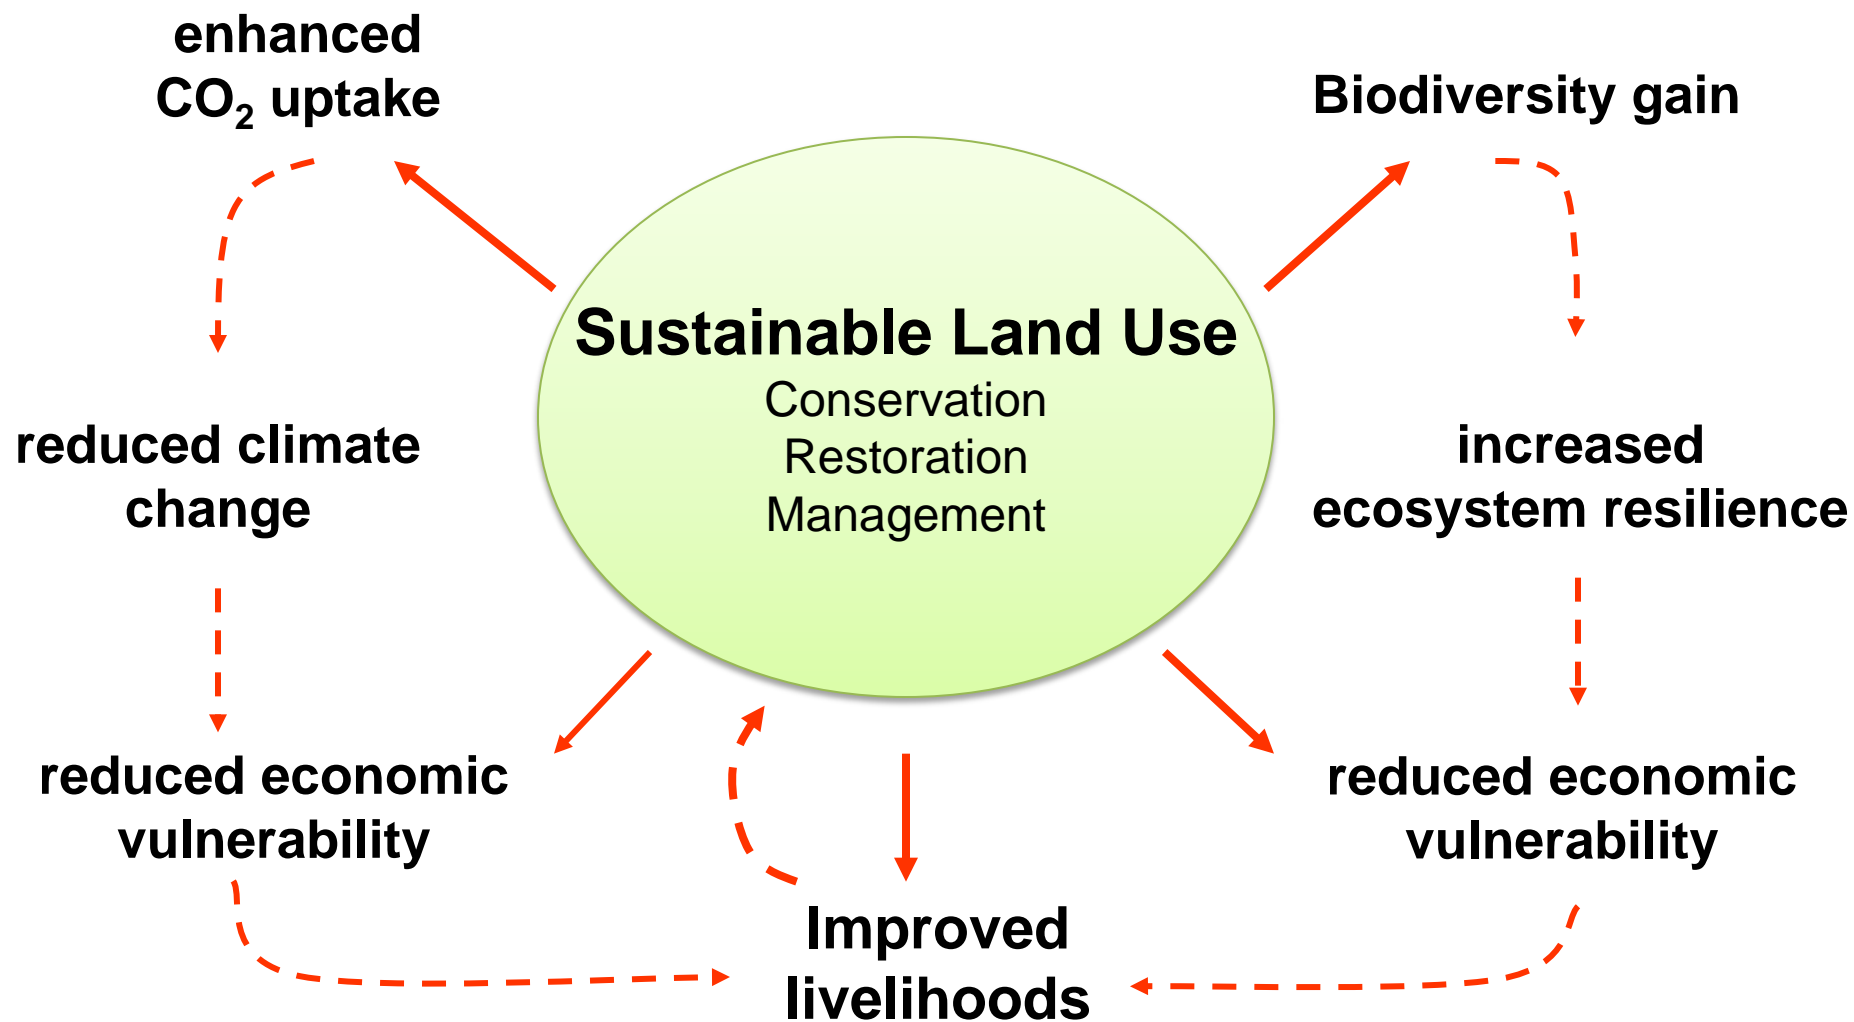 enhanced
CO₂ uptake
Biodiversity gain
Sustainable Land Use
Conservation
Restoration
Management
reduced climate
change
increased
ecosystem resilience
reduced economic
vulnerability
reduced economic
vulnerability
Improved
livelihoods